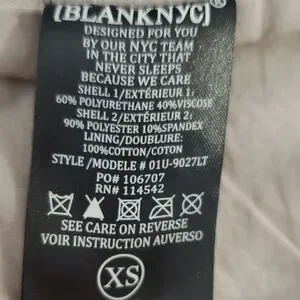 [BLANKNYC]®
DESIGNED FOR YOU
BY OUR NYC TEAM
IN THE CITY THAT
NEVER SLEEPS
BECAUSE WE CARE
SHELL 1/EXTÉRIEUR 1:
60% POLYURETHANE 40%VISCOSE
SHELL 2/EXTÉRIEUR 2:
90% POLYESTER 10%SPANDEX
LINING/DOUBLURE:
100%COTTON/COTON
STYLE /MODELE # 01U-9027LT
PO# 106707
RN# 114542
SEE CARE ON REVERSE
VOIR INSTRUCTION AUVERSO
XS